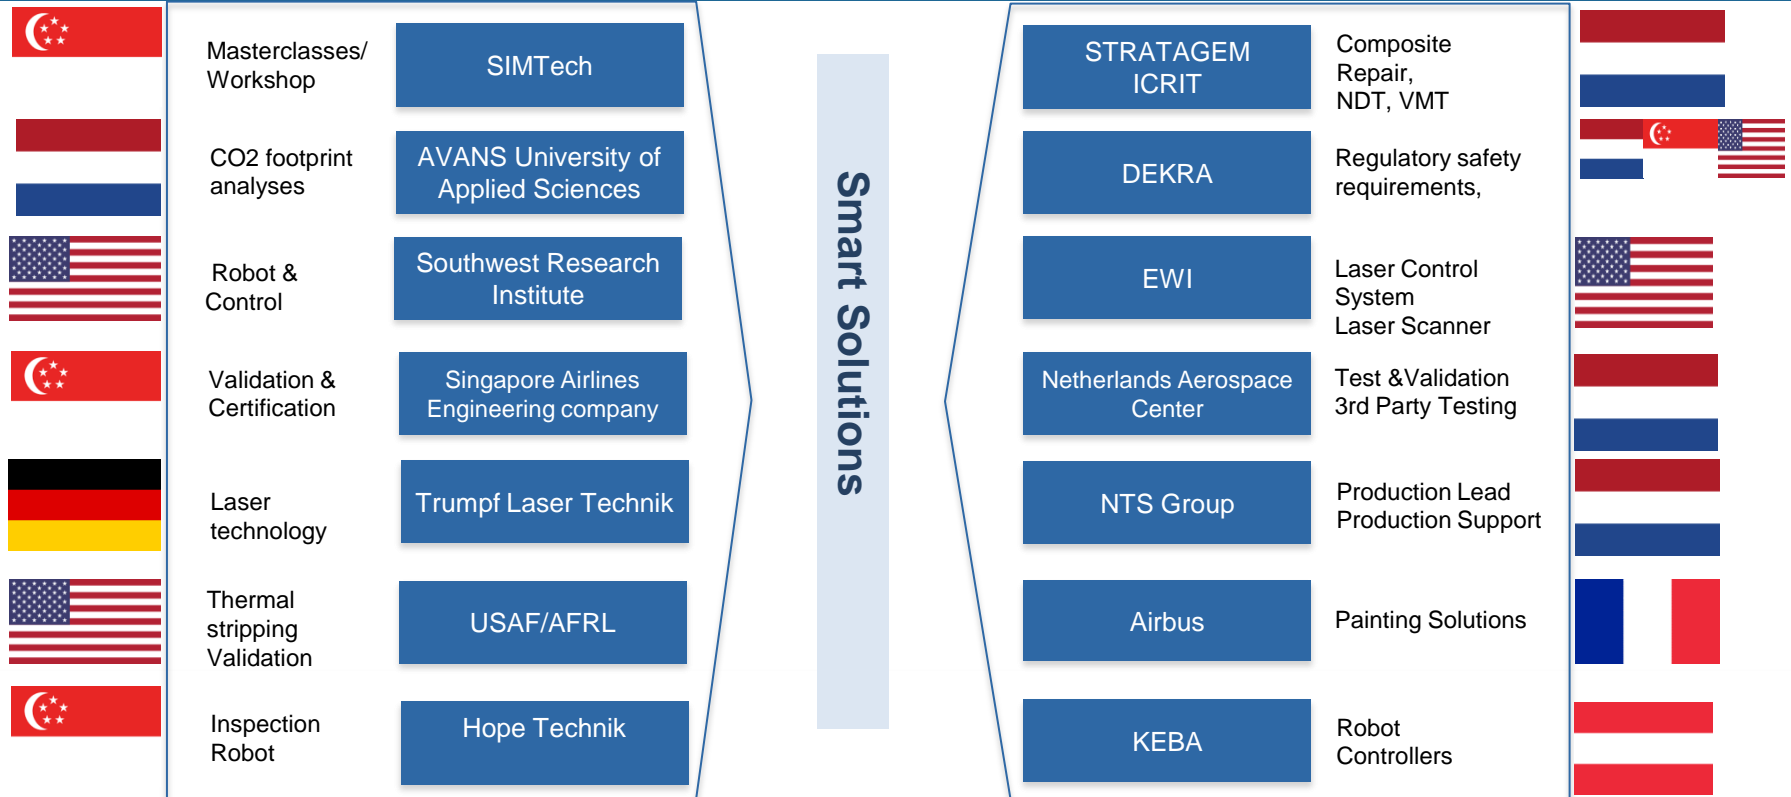 Masterclasses/
Workshop
SIMTech
CO2 footprint
analyses
AVANS University of
Applied Sciences
Robot &
Control
Southwest Research
Institute
Validation &
Certification
Singapore Airlines
Engineering company
Laser
technology
Trumpf Laser Technik
Thermal
stripping
Validation
USAF/AFRL
Inspection
Robot
Hope Technik
Smart Solutions
STRATAGEM
ICRIT
Composite
Repair,
NDT, VMT
DEKRA
Regulatory safety
requirements,
EWI
Laser Control
System
Laser Scanner
Netherlands Aerospace
Center
Test &Validation
3rd Party Testing
NTS Group
Production Lead
Production Support
Airbus
Painting Solutions
KEBA
Robot
Controllers